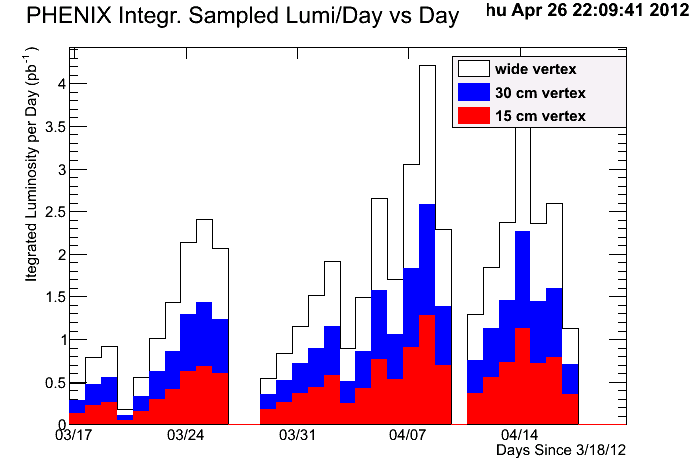 PHENIX Integr. Sampled Lumi/Day vs Day
hu Apr 26 22:09:41 2012
Itegrated Luminosity per Day (pb⁻¹)
wide vertex
30 cm vertex
15 cm vertex
4
3.5
3
2.5
2
1.5
1
0.5
0
03/17 03/24 03/31 04/07 04/14
Days Since 3/18/12